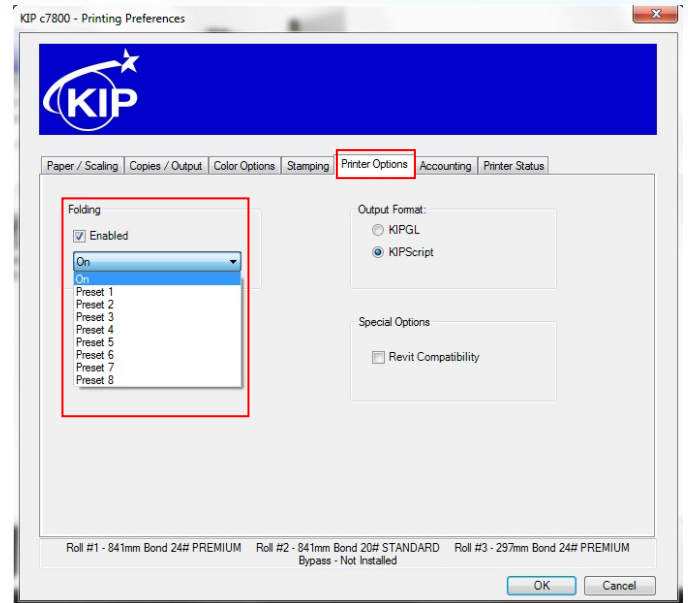 KIP c7800 - Printing Preferences
x
KIP
Paper / Scaling Copies / Output Color Options Stamping Printer Options Accounting Printer Status
Folding
Enabled
On
On
Preset 1
Preset 2
Preset 3
Preset 4
Preset 5
Preset 6
Preset 7
Preset 8
Output Format:
KIPGL
KIPScript
Special Options
Revit Compatibility
Roll #1 - 841mm Bond 24# PREMIUM Roll #2 - 841mm Bond 20# STANDARD Roll #3 - 297mm Bond 24# PREMIUM
Bypass - Not Installed
OK Cancel